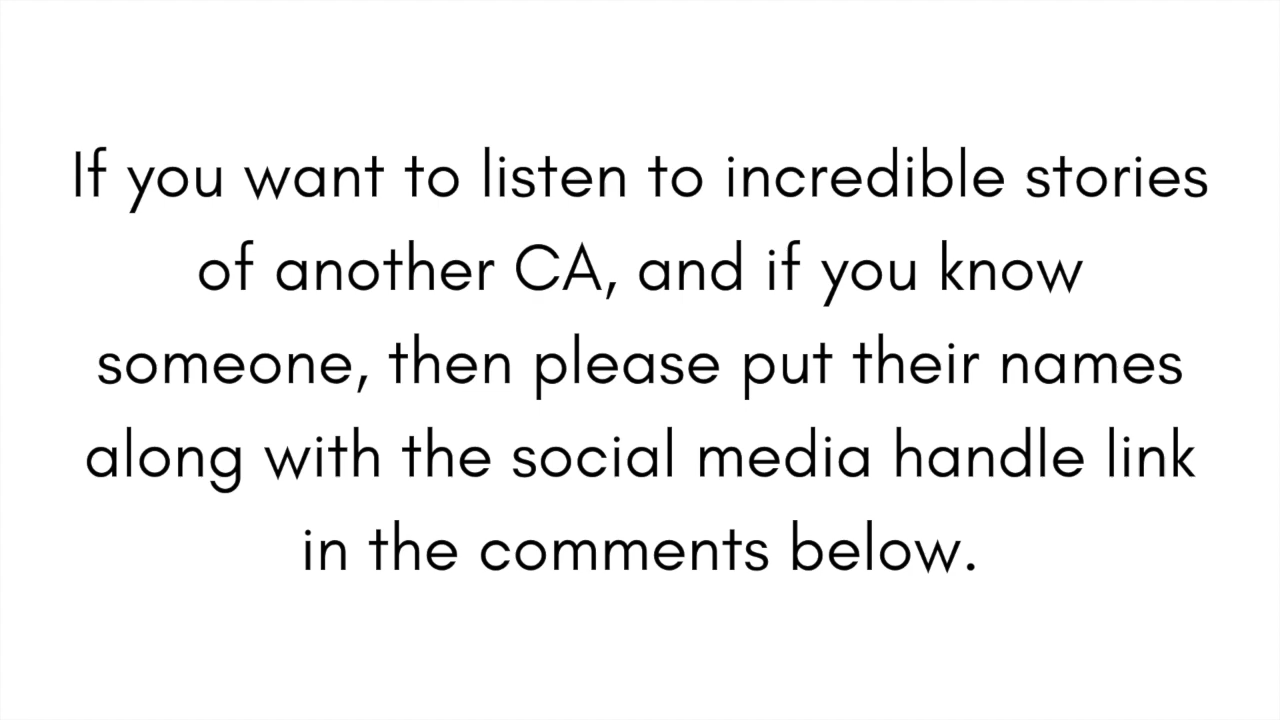 If you want to listen to incredible stories
of another CA, and if you know
someone, then please put their names
along with the social media handle link
in the comments below.